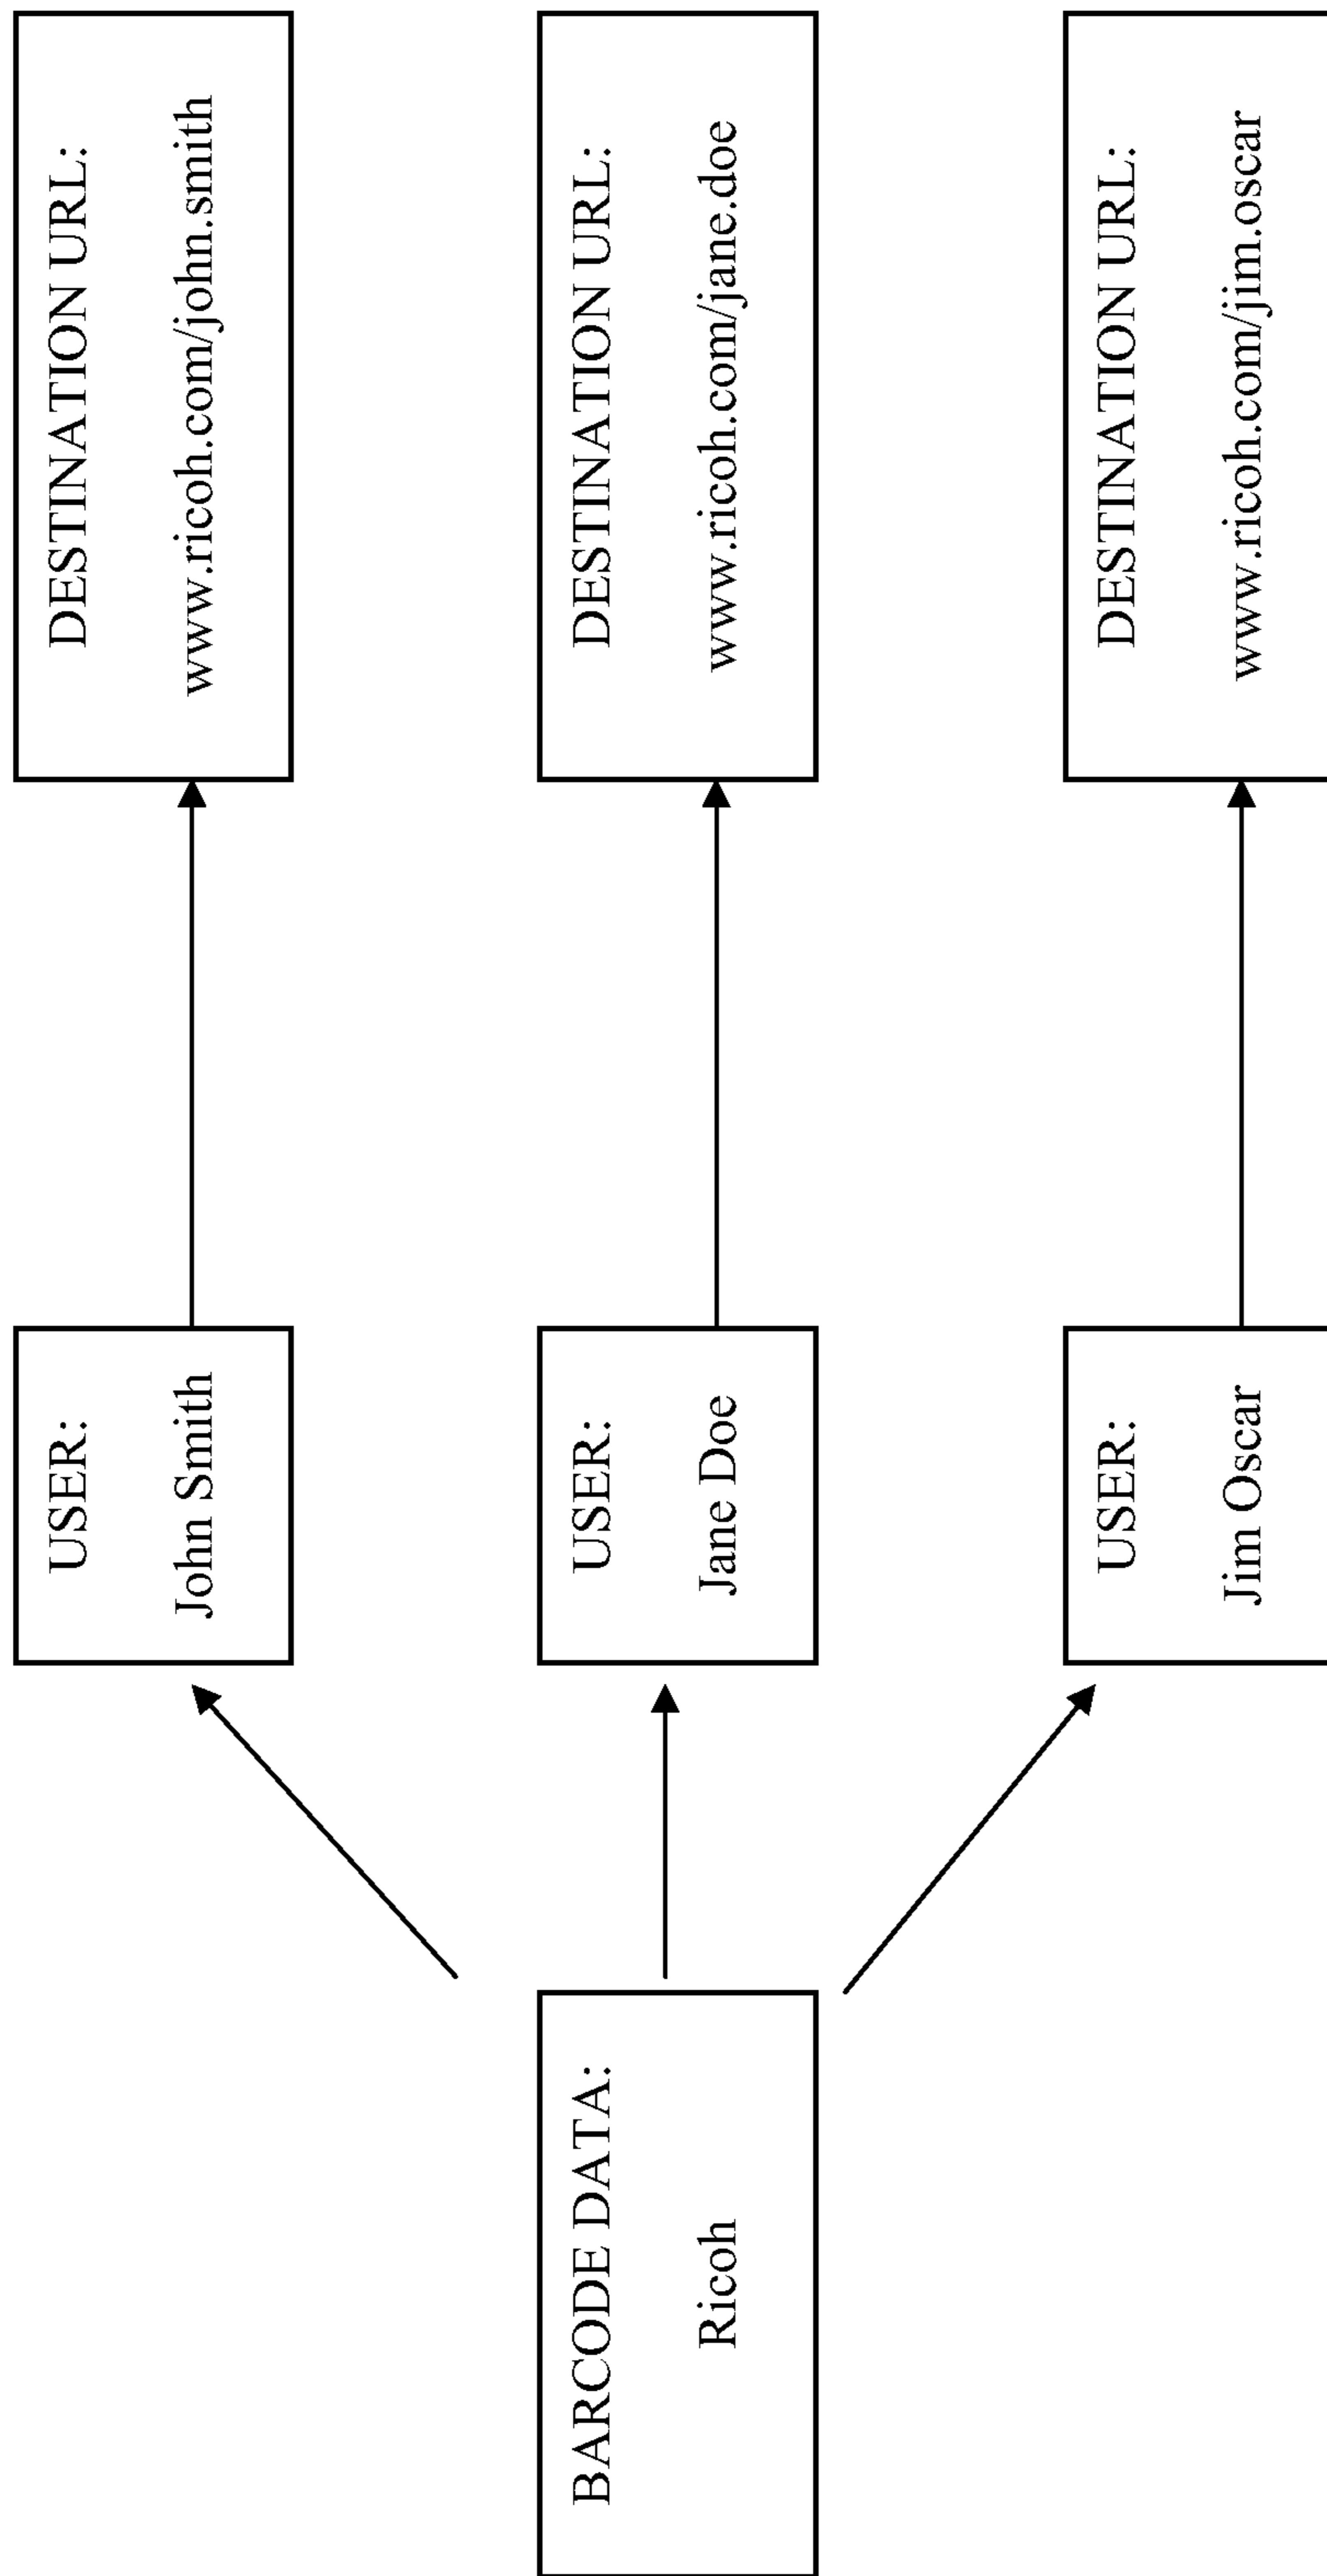 BARCODE DATA:
Ricoh
USER:
John Smith
DESTINATION URL:
www.ricoh.com/john.smith
USER:
Jane Doe
DESTINATION URL:
www.ricoh.com/jane.doe
USER:
Jim Oscar
DESTINATION URL:
www.ricoh.com/jim.oscar